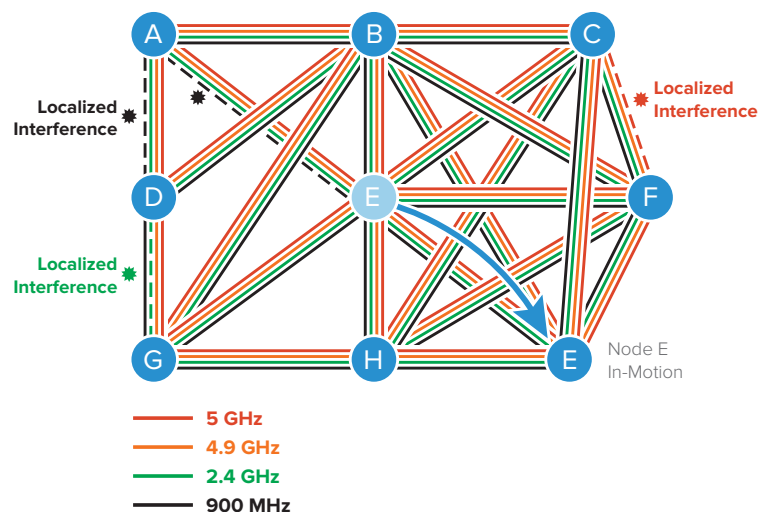 A
B
C
Localized
Interference
Localized
Interference
D
E
F
Localized
Interference
G
H
E
Node E
In-Motion
5 GHz
4.9 GHz
2.4 GHz
900 MHz